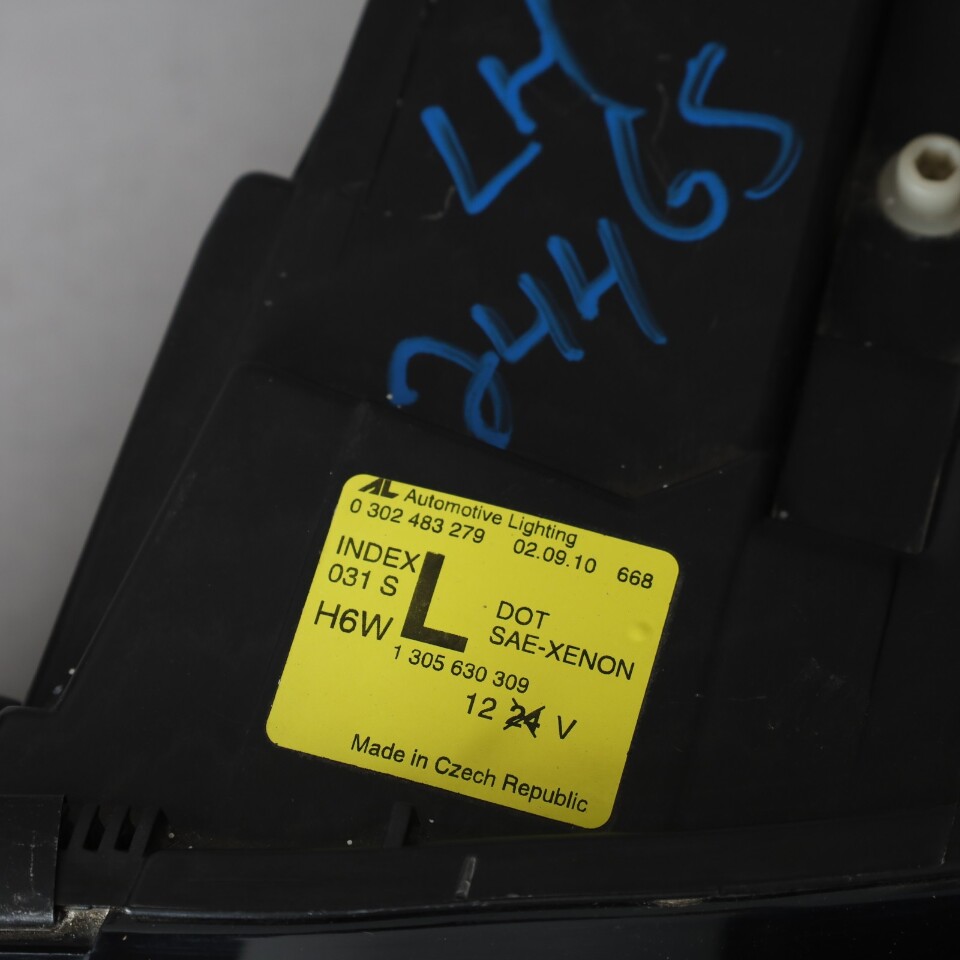 LH
24465
AL Automotive Lighting
0 302 483 279 02.09.10 668
INDEX
031 S
L
DOT
H6W
SAE-XENON
1 305 630 309
12 24 V
Made in Czech Republic